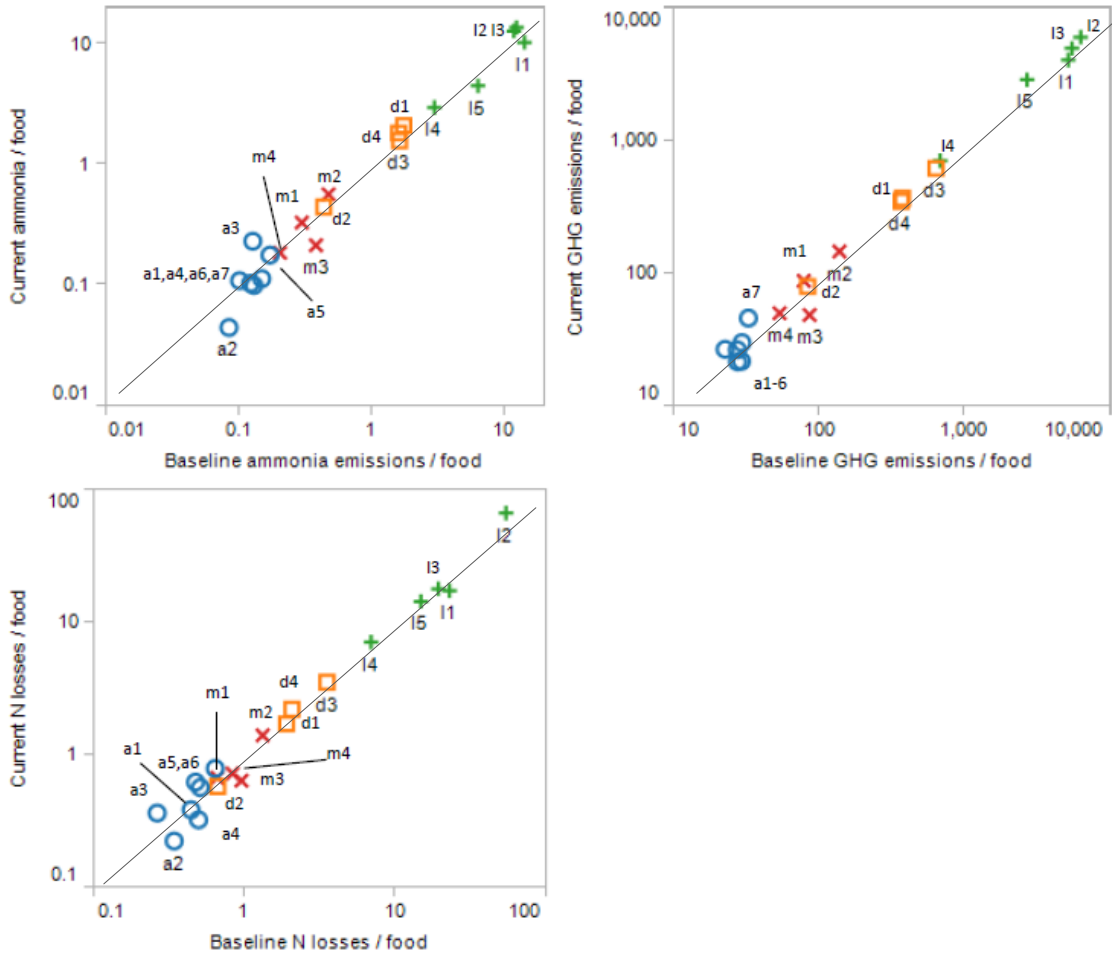 10
1
0.1
0.01
Current ammonia / food
l2 l3
l1
d1
l5
d4
l4
d3
m4
m2
m1
a3
d2
m3
a1,a4,a6,a7
a5
a2
0.01
0.1
1
10
Baseline ammonia emissions / food
10,000
1,000
100
10
Current GHG emissions / food
l3
l2
l1
l5
l4
d1
d3
d4
m1
m2
a7
d2
m4
m3
a1-6
10
100
1,000
10,000
Baseline GHG emissions / food
100
10
1
0.1
Current N losses / food
l2
l3
l5
l1
l4
d4
m1
d3
m2
d1
a1
a5,a6
m4
m3
a3
d2
a4
a2
0.1
1
10
100
Baseline N losses / food